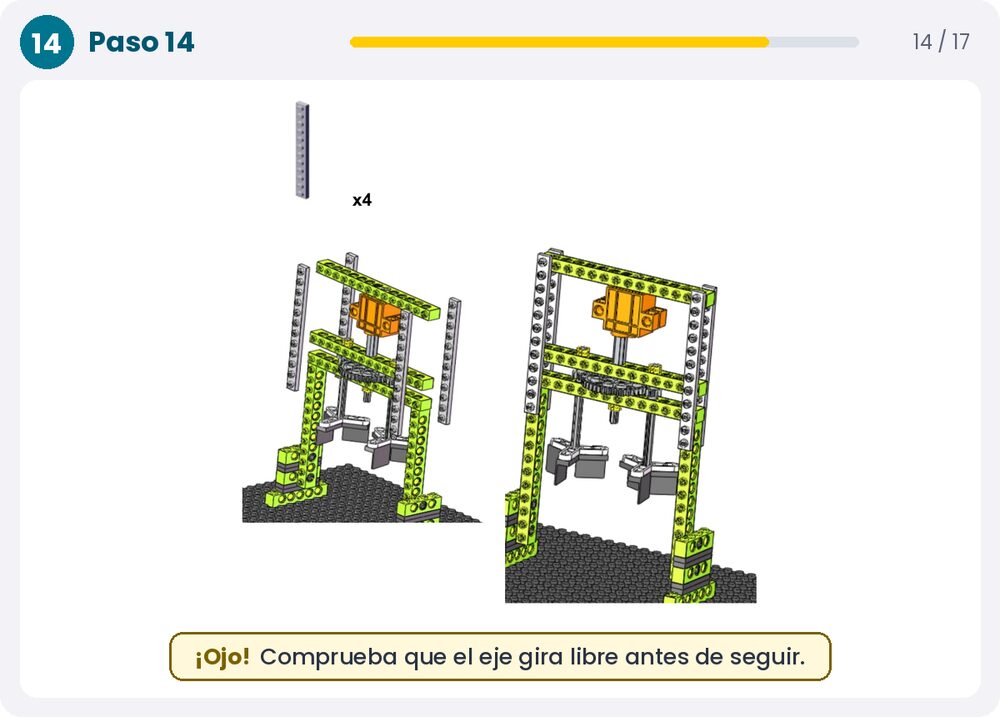 14 Paso 14 14 / 17
x4
¡Ojo! Comprueba que el eje gira libre antes de seguir.